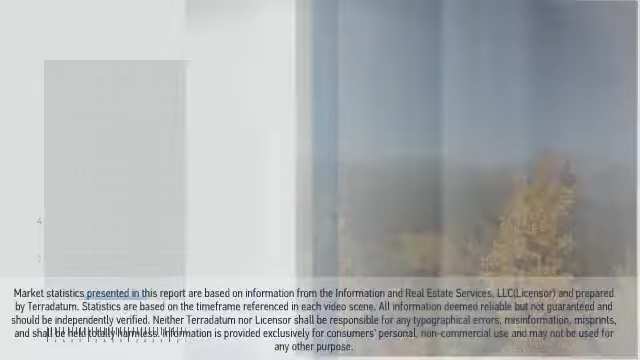 4
2
Market statistics presented in this report are based on information from the Information and Real Estate Services, LLC(Licensor) and prepared
by Terradatum. Statistics are based on the timeframe referenced in each video scene. All information deemed reliable but not guaranteed and
should be independently verified. Neither Terradatum nor Licensor shall be responsible for any typographical errors, misinformation, misprints,
and shall be held totally harmless. Information is provided exclusively for consumers' personal, non-commercial use and may not be used for
any other purpose.